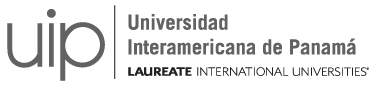 uip
Universidad
Interamericana de Panamá
LAUREATE INTERNATIONAL UNIVERSITIES®